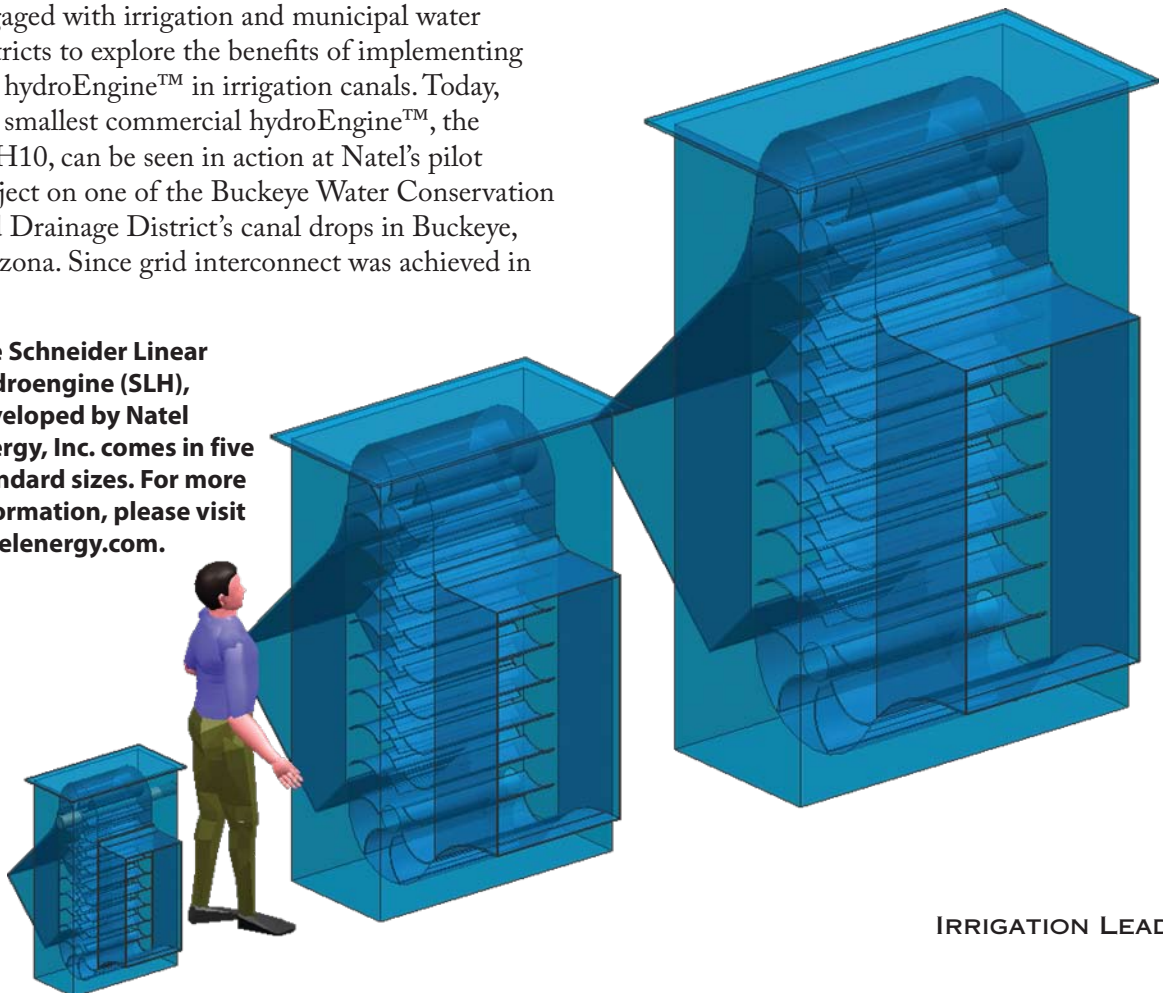 gaged with irrigation and municipal water
tricts to explore the benefits of implementing
hydroEngine™ in irrigation canals. Today,
smallest commercial hydroEngine™, the
H10, can be seen in action at Natel's pilot
ject on one of the Buckeye Water Conservation
d Drainage District's canal drops in Buckeye,
zona. Since grid interconnect was achieved in
e Schneider Linear
droengine (SLH),
veloped by Natel
ergy, Inc. comes in five
ndard sizes. For more
ormation, please visit
elenergy.com.
IRRIGATION LEAD